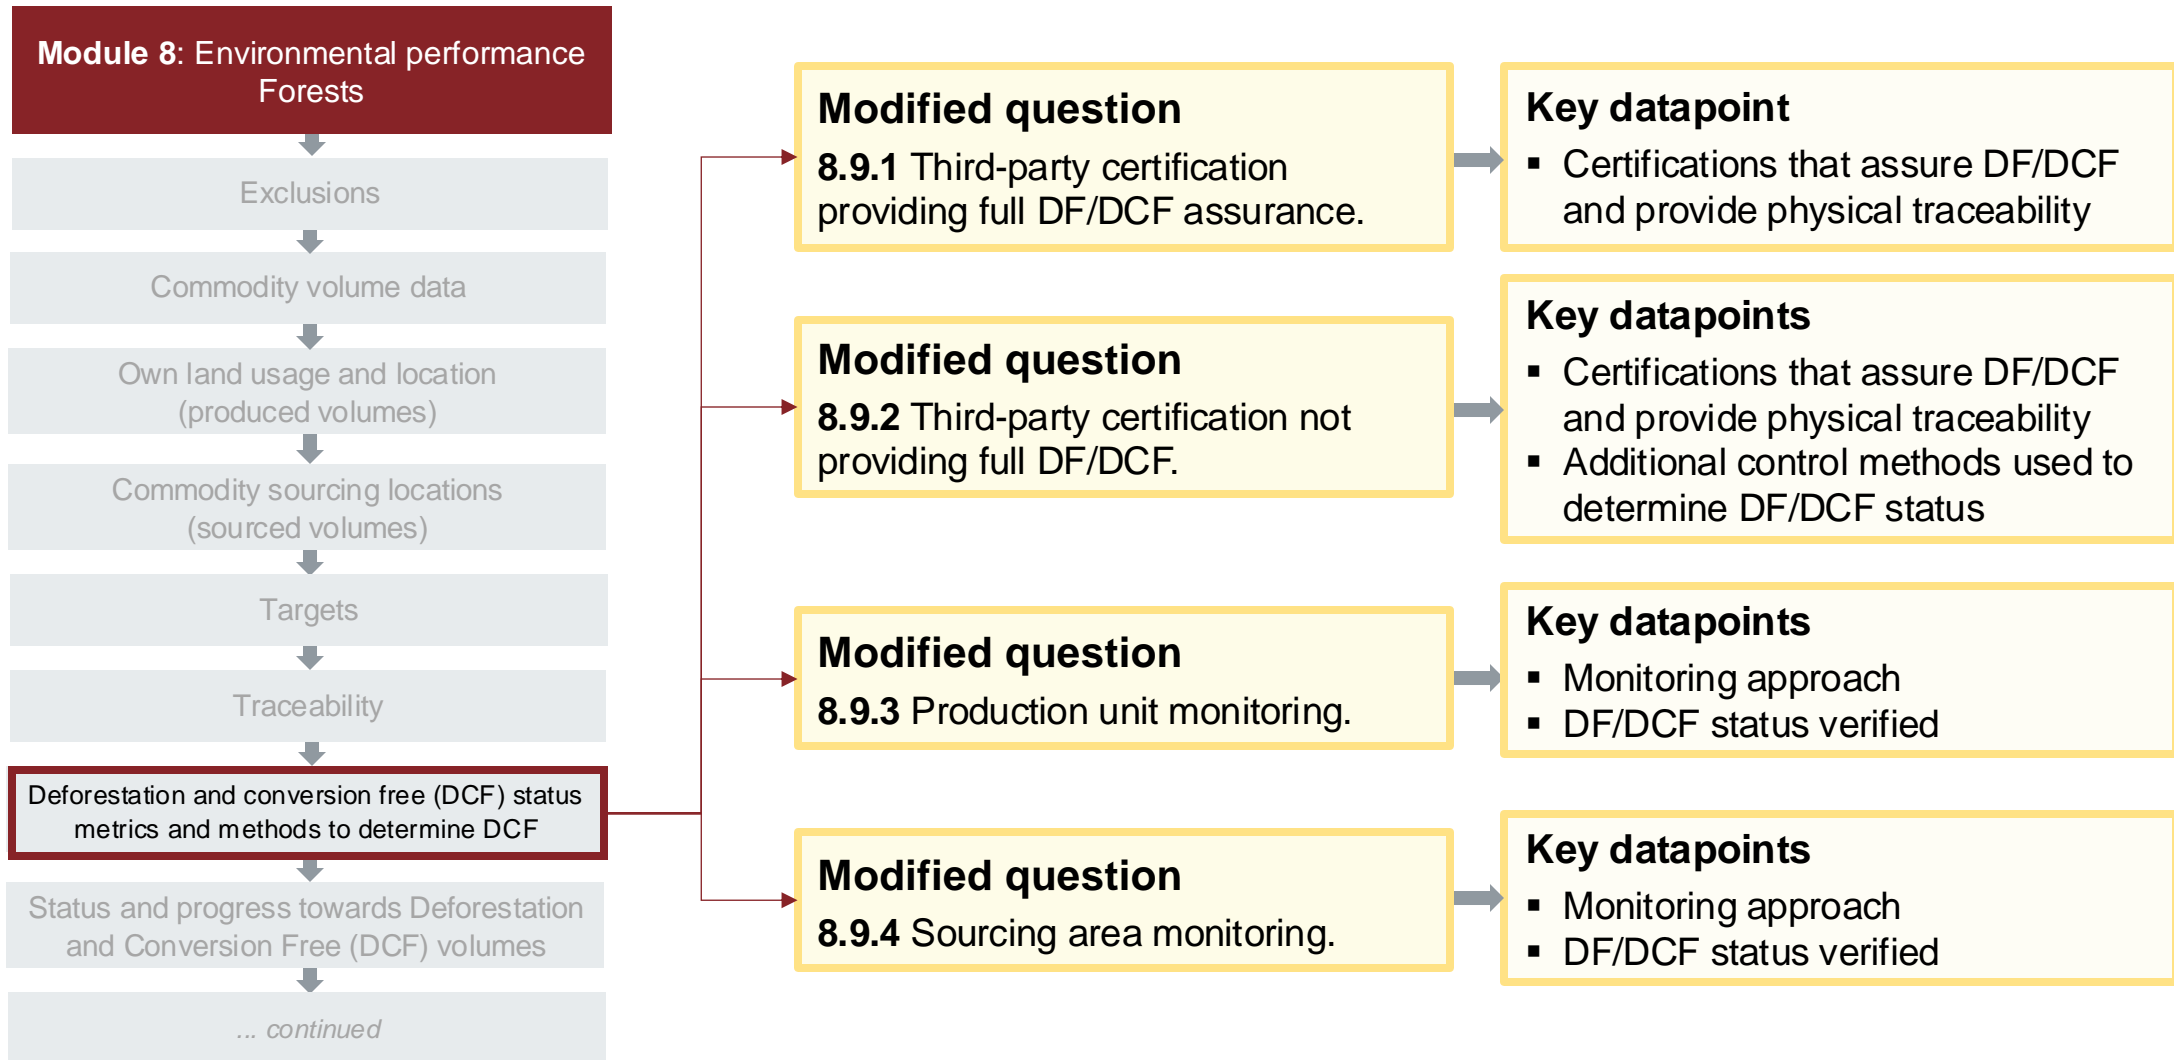 Module 8: Environmental performance
Forests
Exclusions
Commodity volume data
Own land usage and location
(produced volumes)
Commodity sourcing locations
(sourced volumes)
Targets
Traceability
Deforestation and conversion free (DCF) status
metrics and methods to determine DCF
Status and progress towards Deforestation
and Conversion Free (DCF) volumes
... continued
Modified question
8.9.1 Third-party certification
providing full DF/DCF assurance.
Key datapoint
▪ Certifications that assure DF/DCF
and provide physical traceability
Modified question
8.9.2 Third-party certification not
providing full DF/DCF.
Key datapoints
▪ Certifications that assure DF/DCF
and provide physical traceability
▪ Additional control methods used to
determine DF/DCF status
Modified question
8.9.3 Production unit monitoring.
Key datapoints
▪ Monitoring approach
▪ DF/DCF status verified
Modified question
8.9.4 Sourcing area monitoring.
Key datapoints
▪ Monitoring approach
▪ DF/DCF status verified